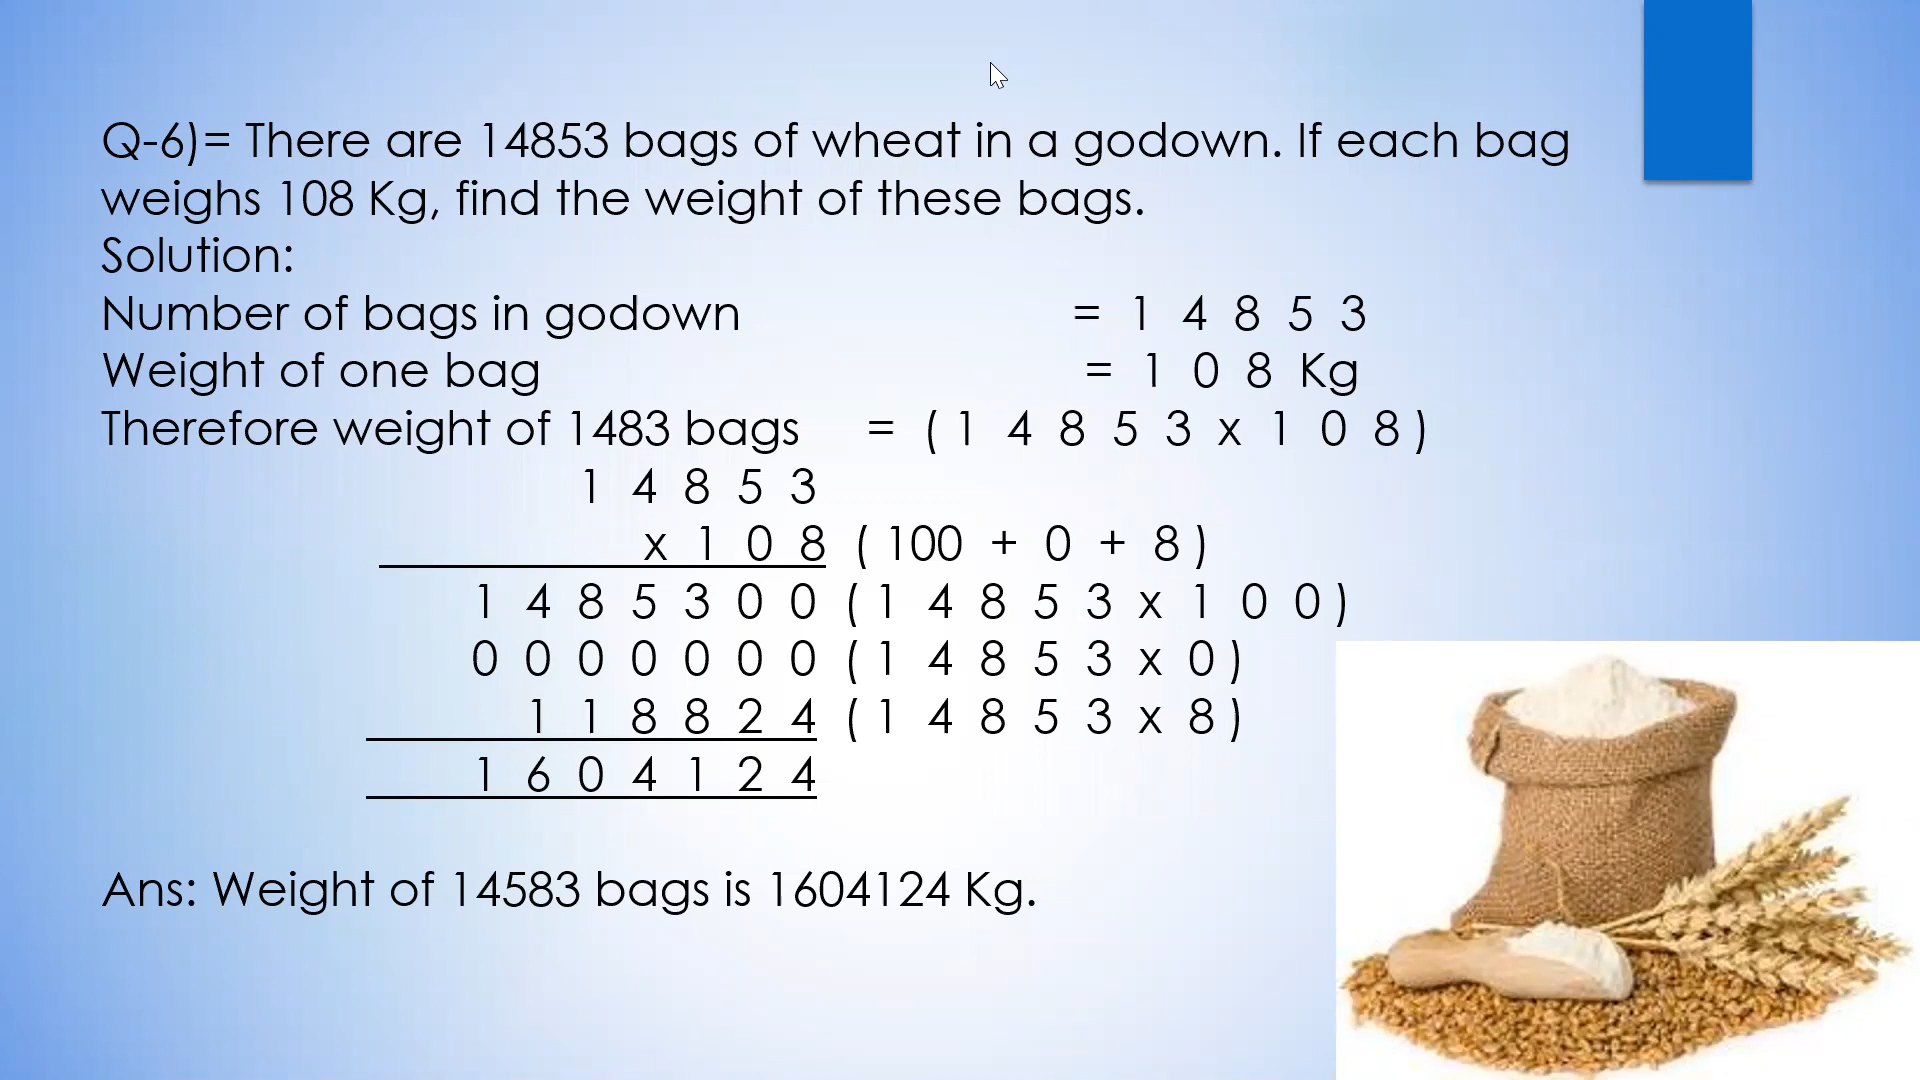 Q-6)= There are 14853 bags of wheat in a godown. If each bag
weighs 108 Kg, find the weight of these bags.
Solution:
Number of bags in godown = 1 4 8 5 3
Weight of one bag = 1 0 8 Kg
Therefore weight of 1483 bags = ( 1 4 8 5 3 x 1 0 8 )
1 4 8 5 3
x 1 0 8 ( 100 + 0 + 8 )
1 4 8 5 3 0 0 ( 1 4 8 5 3 x 1 0 0 )
0 0 0 0 0 0 0 ( 1 4 8 5 3 x 0 )
1 1 8 8 2 4 ( 1 4 8 5 3 x 8 )
1 6 0 4 1 2 4
Ans: Weight of 14583 bags is 1604124 Kg.